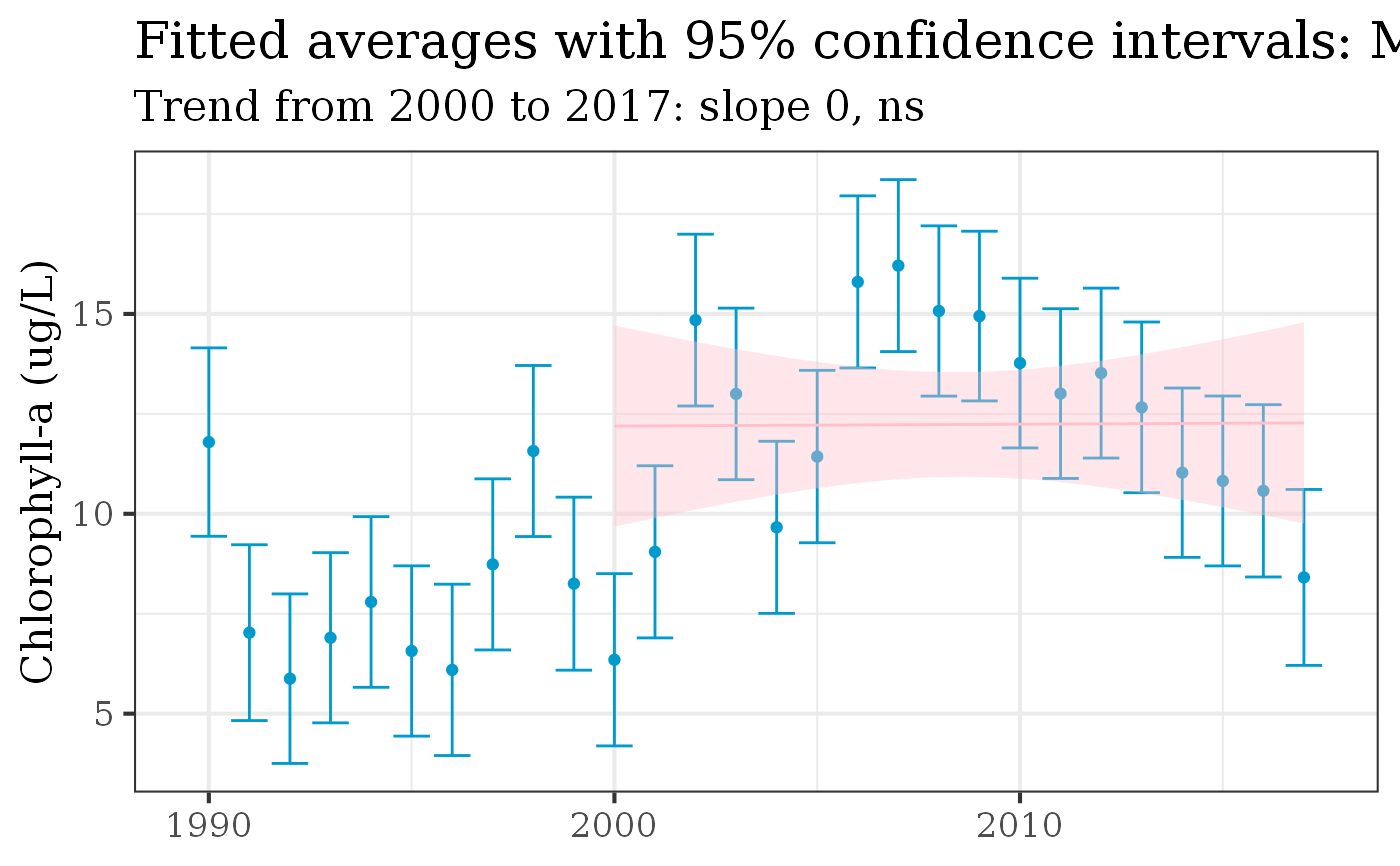 Fitted averages with 95% confidence intervals: M
Trend from 2000 to 2017: slope 0, ns
Chlorophyll-a (ug/L)
15
10
5
1990 2000 2010